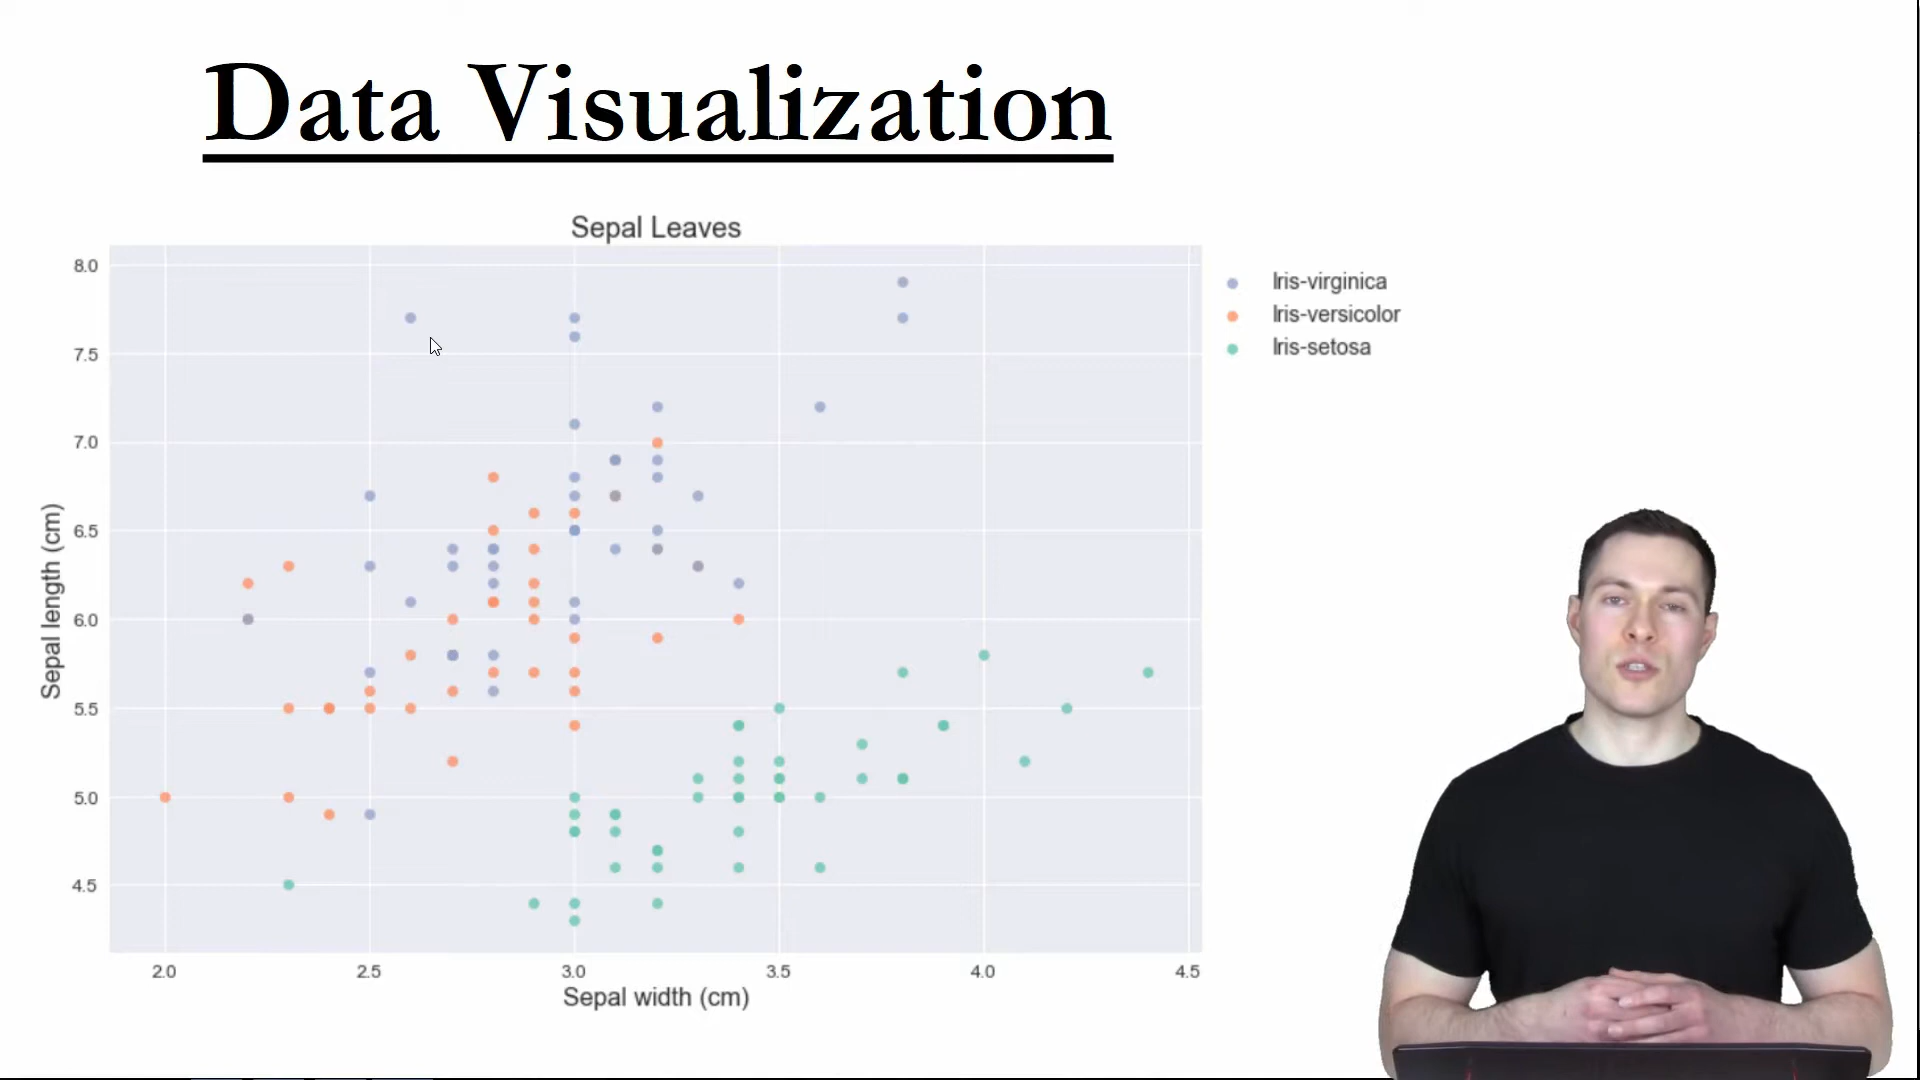 Data Visualization
Sepal Leaves
8.0
7.5
7.0
6.5
6.0
5.5
5.0
4.5
Sepal length (cm)
2.0 2.5 3.0 3.5 4.0 4.5
Sepal width (cm)
Iris-virginica
Iris-versicolor
Iris-setosa